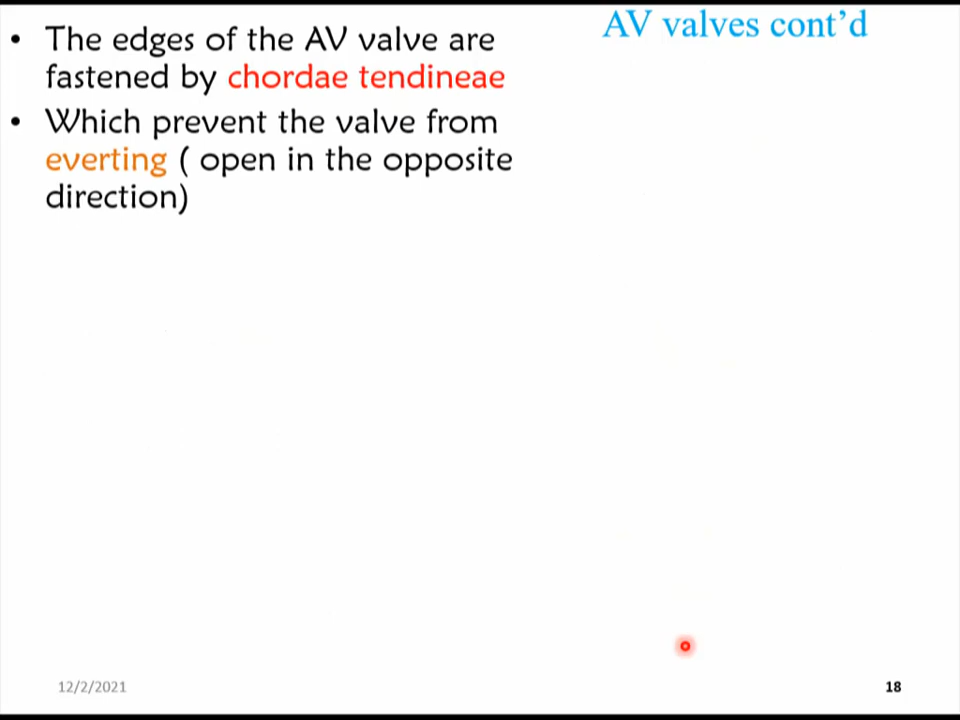 AV valves cont’d
• The edges of the AV valve are
fastened by chordae tendineae
• Which prevent the valve from
everting ( open in the opposite
direction)
12/2/2021
18